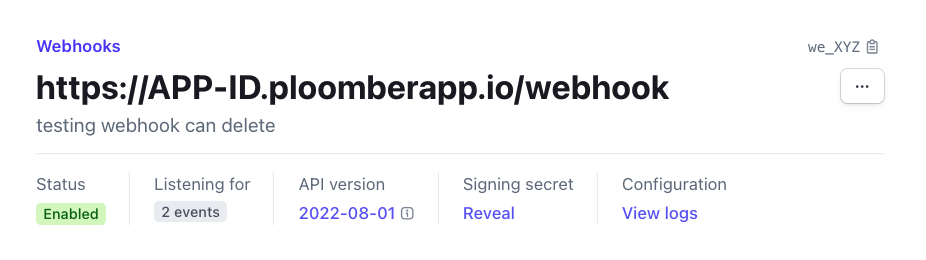 Webhooks
we_XYZ
https://APP-ID.ploomberapp.io/webhook
...
testing webhook can delete
Status
Listening for
API version
Signing secret
Configuration
Enabled
2 events
2022-08-01
Reveal
View logs